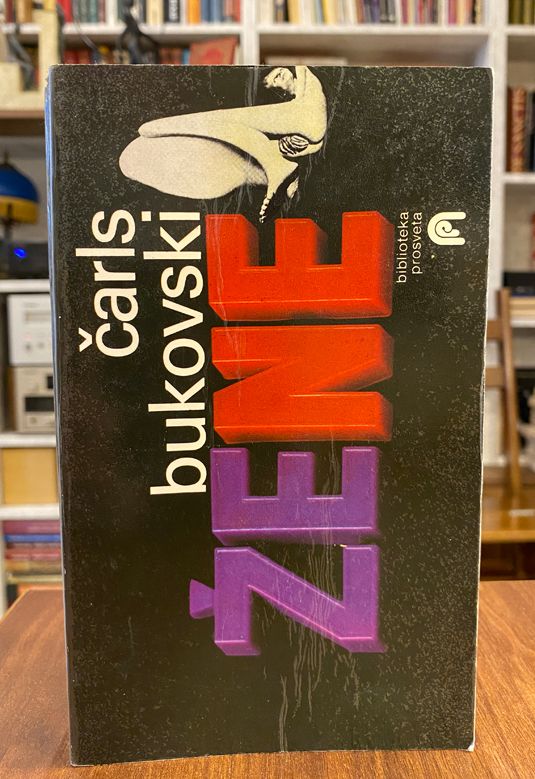 čarls
bukovski
ŽENE
biblioteka
prosveta